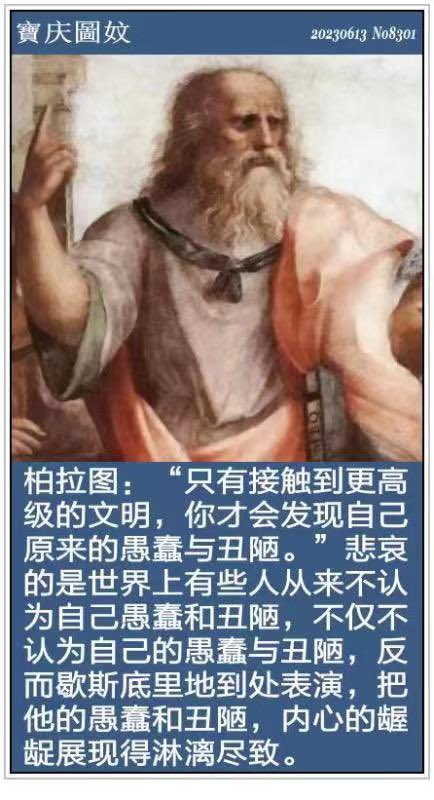 寶庆圖妏
20230613 No8301
柏拉图：“只有接触到更高
级的文明，你才会发现自己
原来的愚蠢与丑陋。”悲哀
的是世界上有些人从来不认
为自己愚蠢和丑陋，不仅不
认为自己的愚蠢与丑陋，反
而歇斯底里地到处表演，把
他的愚蠢和丑陋，内心的龌
龊展现得淋漓尽致。